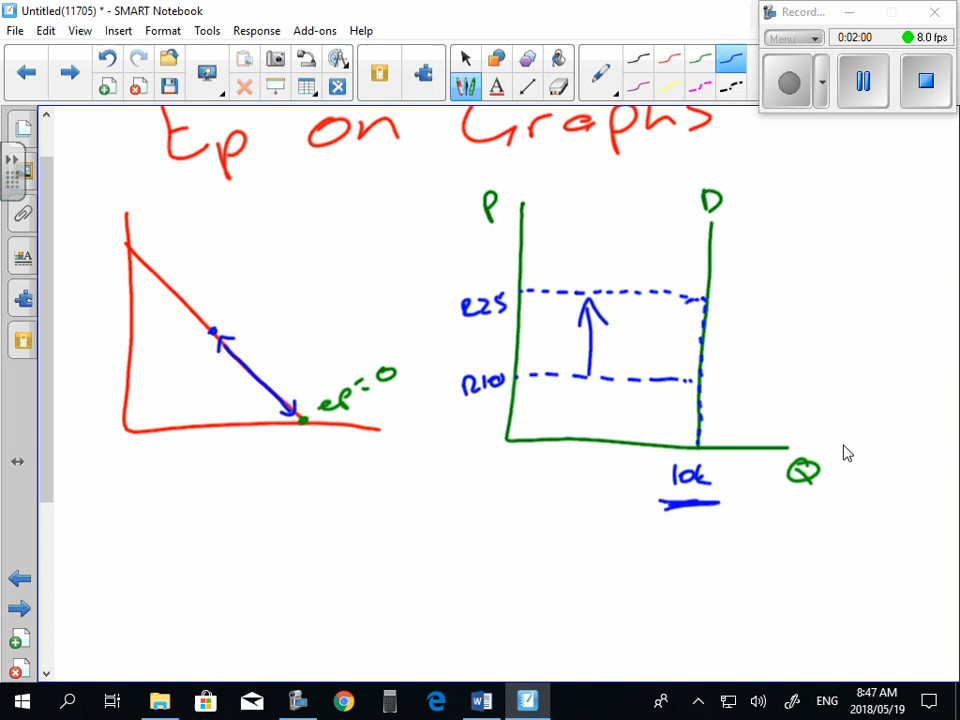 Untitled(11705) * - SMART Notebook
File Edit View Insert Format Tools Response Add-ons Help
Record...
Menu
0:02:00
8.0 fps
Ep on Graphs
P
D
R25
R10
ep=0
10k
Q
ENG
8:47 AM
2018/05/19